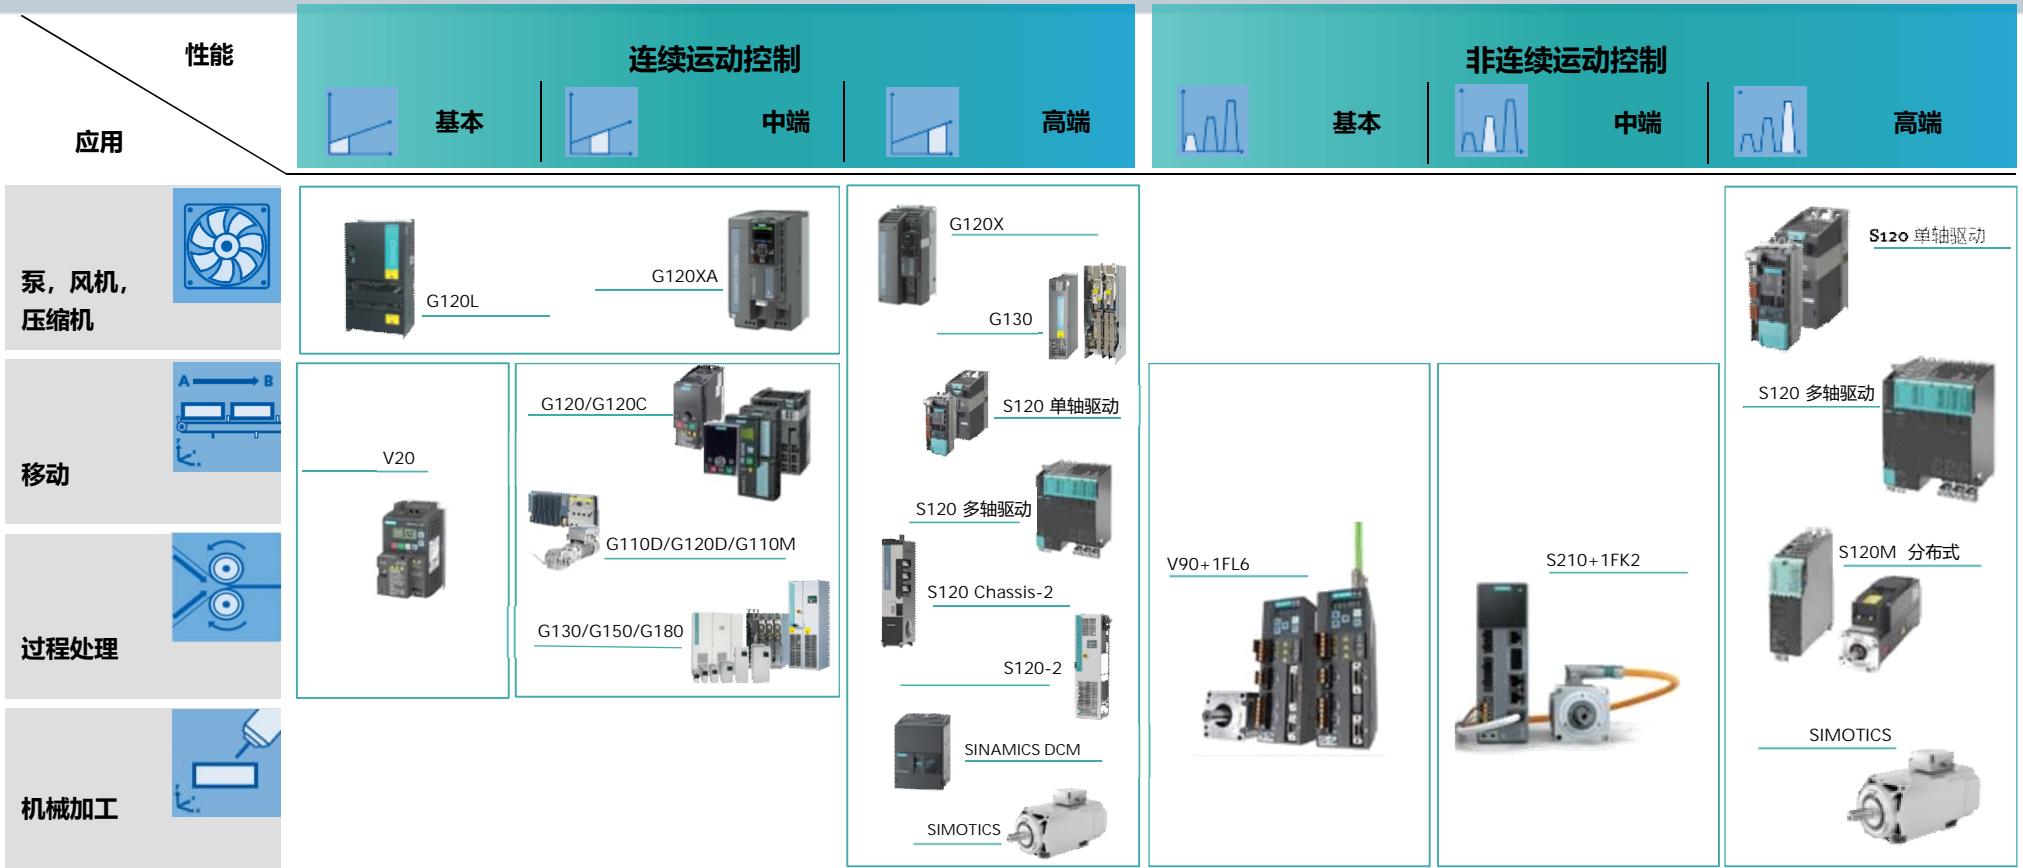 性能
应用
连续运动控制
基本
中端
高端
非连续运动控制
基本
中端
高端
泵，风机，
压缩机
G120L
G120XA
G120X
G130
S120 单轴驱动
A
B
移动
V20
G120/G120C
S120 单轴驱动
S120 多轴驱动
S120 多轴驱动
G110D/G120D/G110M
S120 Chassis-2
V90+1FL6
S210+1FK2
S120M 分布式
过程处理
G130/G150/G180
S120-2
SINAMICS DCM
SIMOTICS
机械加工
SIMOTICS